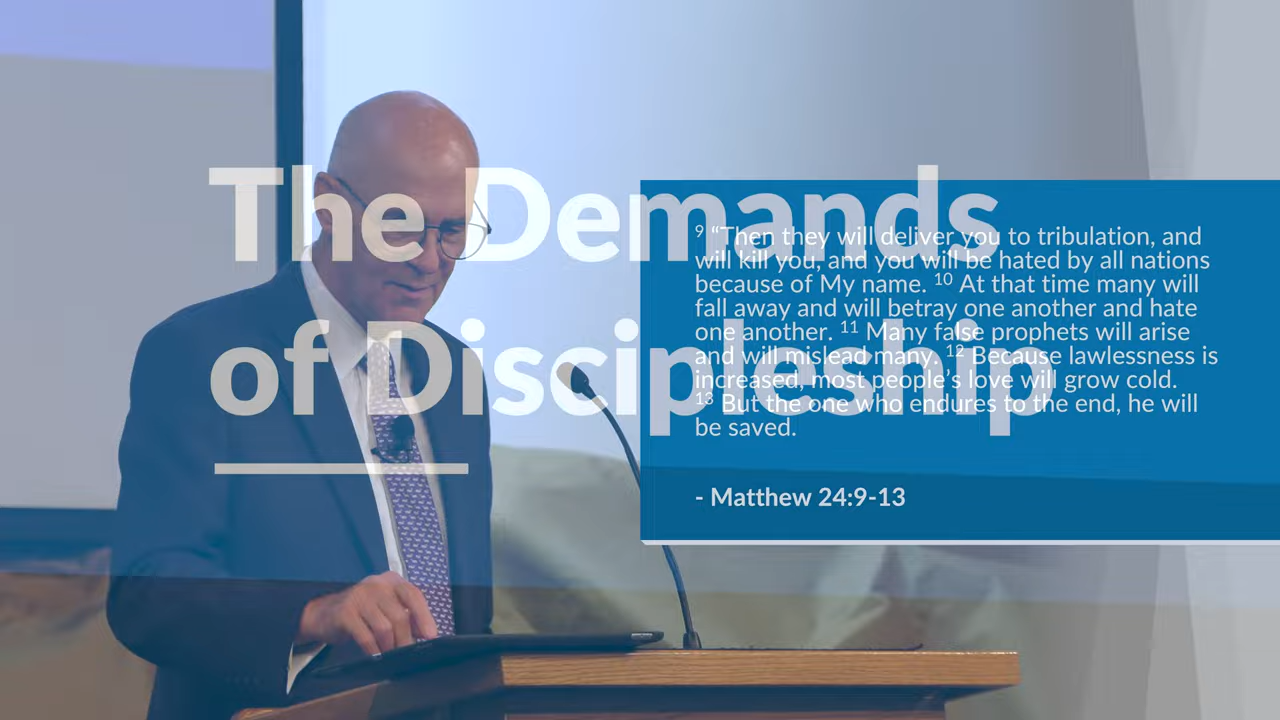 The Demands
of Discipleship
⁹ “Then they will deliver you to tribulation, and
will kill you, and you will be hated by all nations
because of My name. ¹⁰ At that time many will
fall away and will betray one another and hate
one another. ¹¹ Many false prophets will arise
and will mislead many. ¹² Because lawlessness is
increased, most people’s love will grow cold.
¹³ But the one who endures to the end, he will
be saved.
- Matthew 24:9-13